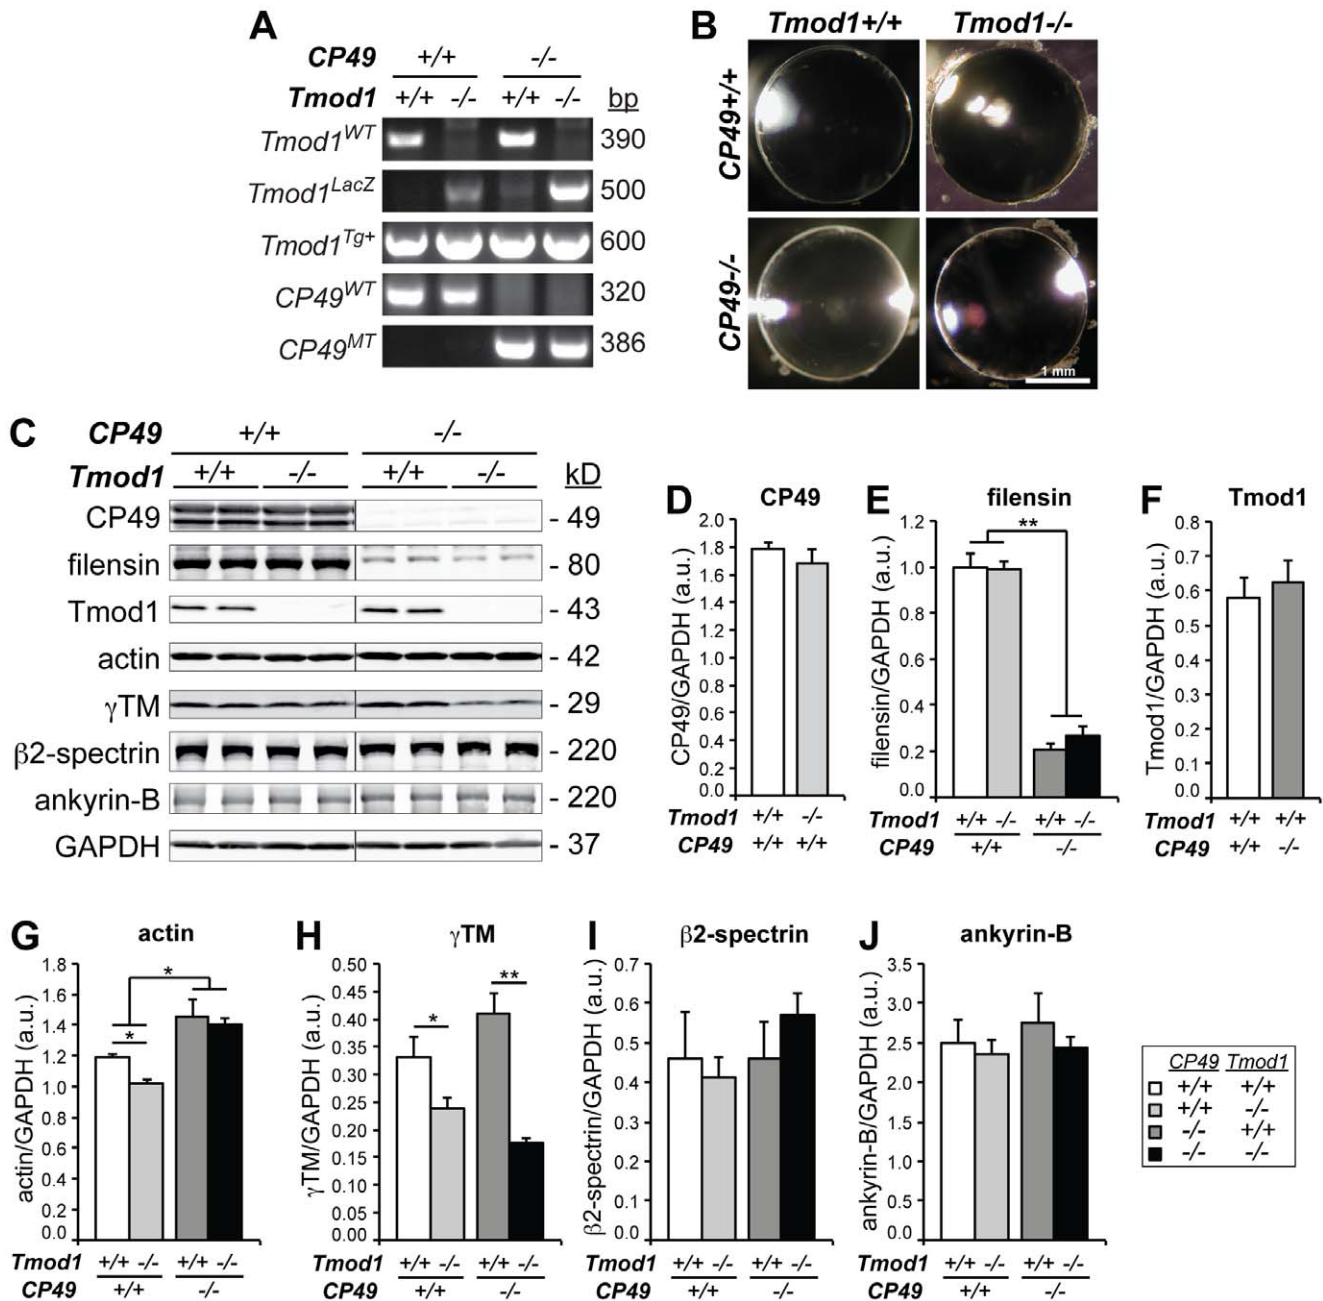 A
CP49 +/+ -/-
Tmod1 +/+ -/- +/+ -/- bp
Tmod1WT 390
Tmod1LacZ 500
Tmod1Tg+ 600
CP49WT 320
CP49MT 386
B
Tmod1+/+ Tmod1-/-
CP49+/+
CP49-/-
1 mm
C
CP49 +/+ -/-
Tmod1 +/+ -/- +/+ -/- kD
CP49 - 49
filensin - 80
Tmod1 - 43
actin - 42
γTM - 29
β2-spectrin - 220
ankyrin-B - 220
GAPDH - 37
D CP49
CP49/GAPDH (a.u.)
2.0
1.8
1.6
1.4
1.2
1.0
0.8
0.6
0.4
0.2
0.0
Tmod1 +/+ -/-
CP49 +/+ +/+
E filensin
filensin/GAPDH (a.u.)
1.2
1.0
0.8
0.6
0.4
0.2
0.0
**
Tmod1 +/+ -/- +/+ -/-
CP49 +/+ -/-
F Tmod1
Tmod1/GAPDH (a.u.)
0.8
0.7
0.6
0.5
0.4
0.3
0.2
0.1
0.0
Tmod1 +/+ +/+
CP49 +/+ -/-
G actin
actin/GAPDH (a.u.)
1.8
1.6
1.4
1.2
1.0
0.8
0.6
0.4
0.2
0.0
*
*
Tmod1 +/+ -/- +/+ -/-
CP49 +/+ -/-
H γTM
γTM/GAPDH (a.u.)
0.50
0.45
0.40
0.35
0.30
0.25
0.20
0.15
0.10
0.05
0.00
*
**
Tmod1 +/+ -/- +/+ -/-
CP49 +/+ -/-
I β2-spectrin
β2-spectrin/GAPDH (a.u.)
0.7
0.6
0.5
0.4
0.3
0.2
0.1
0.0
Tmod1 +/+ -/- +/+ -/-
CP49 +/+ -/-
J ankyrin-B
ankyrin-B/GAPDH (a.u.)
3.5
3.0
2.5
2.0
1.5
1.0
0.5
0.0
Tmod1 +/+ -/- +/+ -/-
CP49 +/+ -/-
CP49 Tmod1
+/+ +/+
+/+ -/-
-/- +/+
-/- -/-